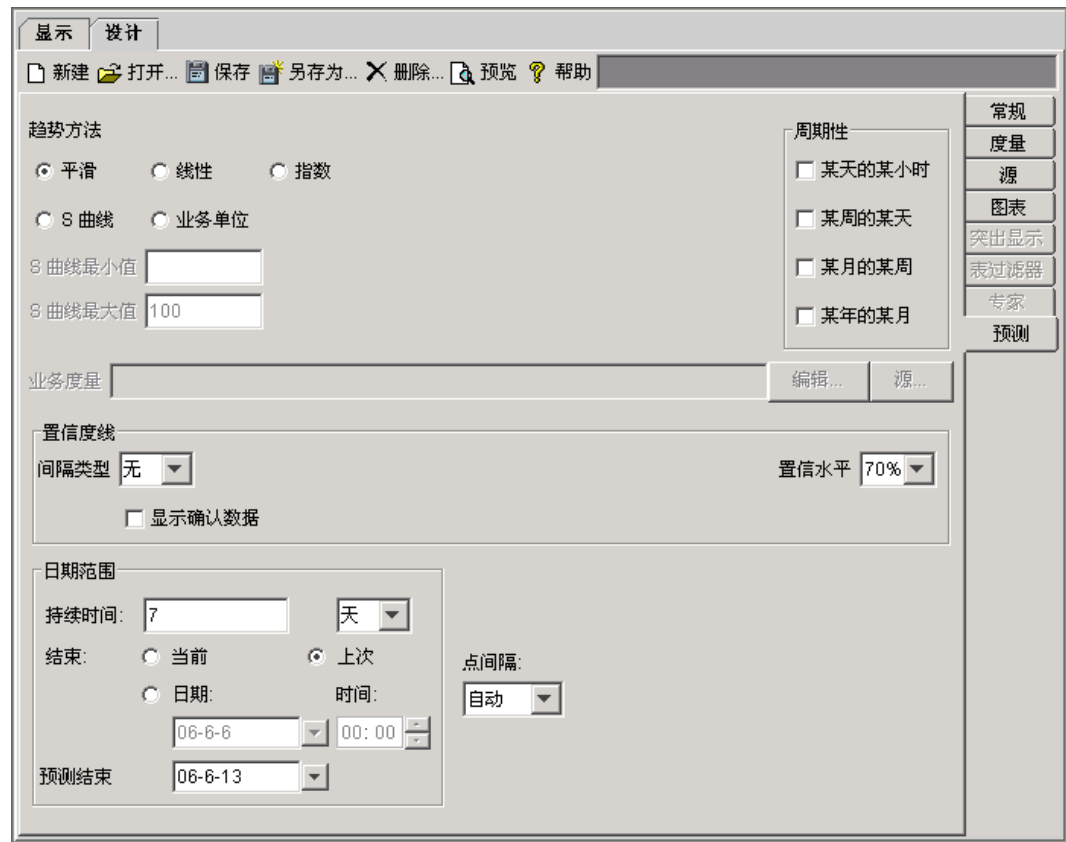 显示 设计
新建 打开... 保存 另存为... 删除... 预览 帮助
常规
度量
源
图表
突出显示
表过滤器
专家
预测
趋势方法
平滑 线性 指数
S 曲线 业务单位
S 曲线最小值
S 曲线最大值 100
周期性
某天的某小时
某周的某天
某月的某周
某年的某月
业务度量 编辑... 源...
置信度线
间隔类型 无 置信水平 70%
显示确认数据
日期范围
持续时间: 7 天
结束: 当前 上次
日期: 时间:
06-6-6 00:00
预测结束 06-6-13
点间隔:
自动